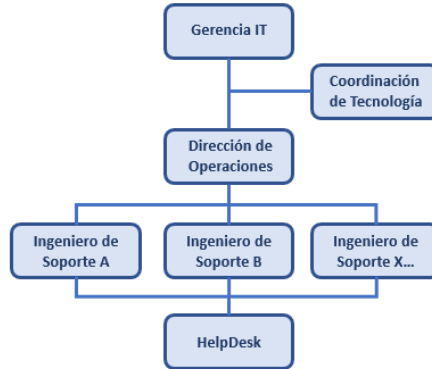 Gerencia IT
Coordinación
de Tecnología
Dirección de
Operaciones
Ingeniero de
Soporte A
Ingeniero de
Soporte B
Ingeniero de
Soporte X...
HelpDesk